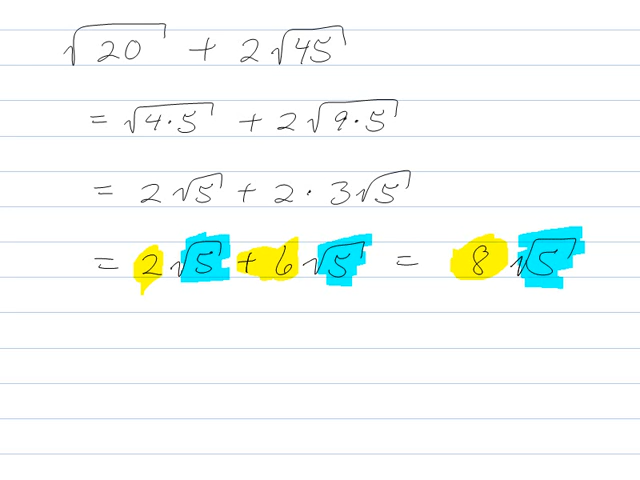 √20 + 2√45
= √4·5 + 2√9·5
= 2√5 + 2·3√5
= 2√5 + 6√5 = 8√5